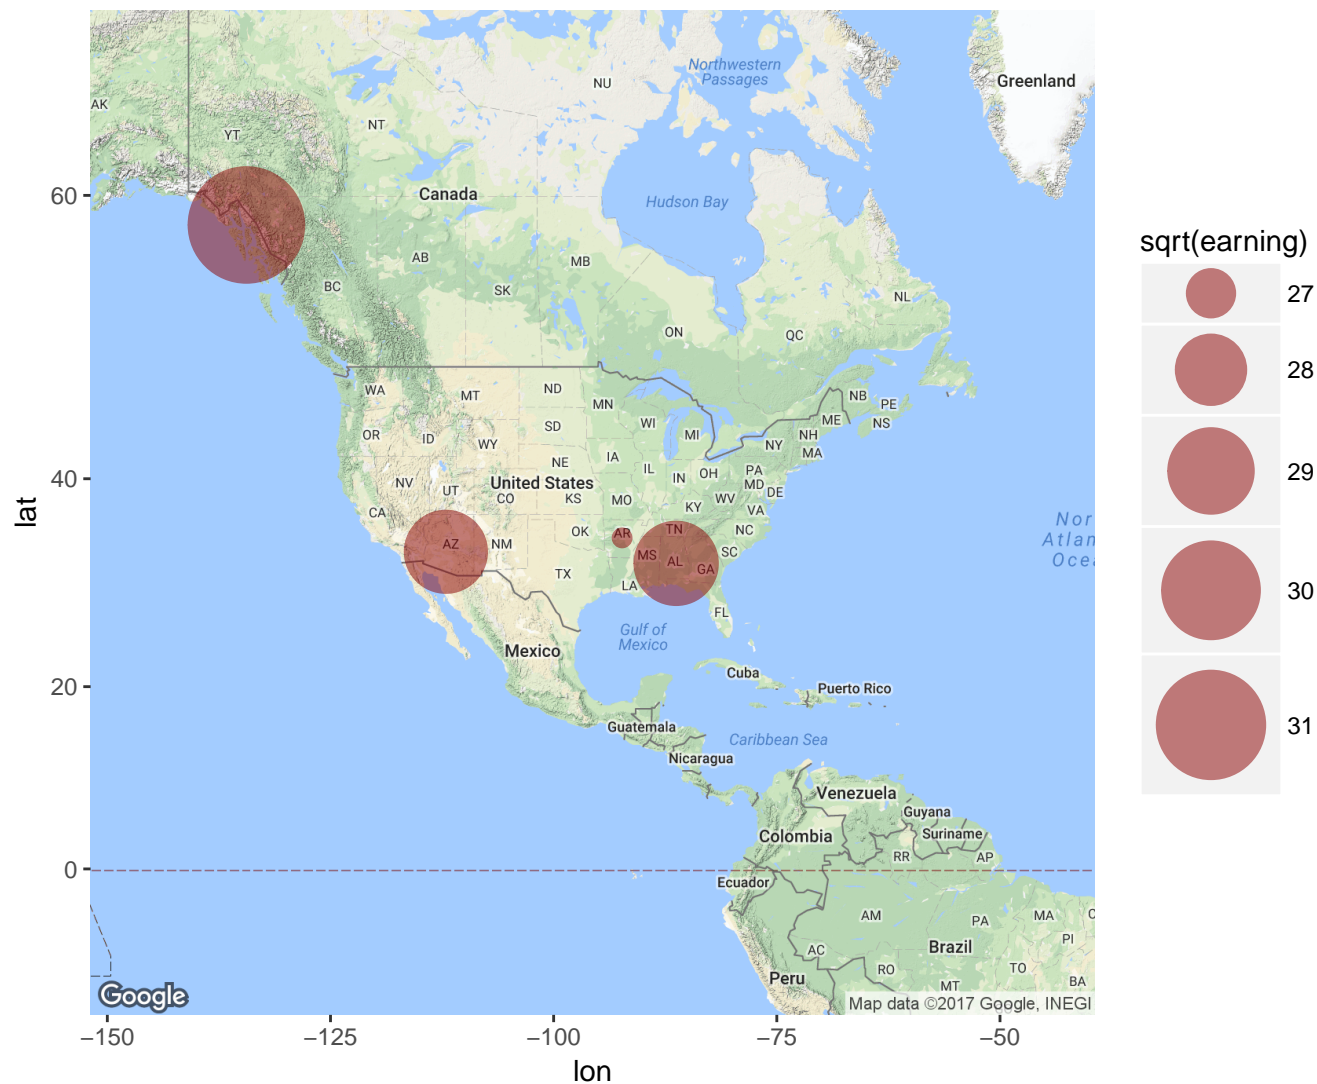 NU
Northwestern
Passages
Greenland
AK
YT
NT
Canada
Hudson Bay
AB
SK
MB
BC
ON
QC
NL
WA
MT
ND
MN
OR
ID
SD
WY
WI
MI
NB
PE
ME
NS
NH
MA
NY
NE
IA
IL
IN
OH
PA
MD
DE
NV
UT
United States
CO
KS
MO
KY
WV
VA
CA
AZ
NM
OK
AR
TN
NC
MS
AL
GA
SC
TX
LA
FL
Gulf of
Mexico
Mexico
Cuba
Puerto Rico
Guatemala
Caribbean Sea
Nicaragua
Venezuela
Guyana
Suriname
Colombia
RR
AP
Ecuador
AM
PA
MA
PI
AC
Brazil
RO
TO
MT
BA
Peru
Nor
Atlan
Oce
Google
Map data ©2017 Google, INEGI
60
40
20
0
lat
−150
−125
−100
−75
−50
lon
sqrt(earning)
27
28
29
30
31